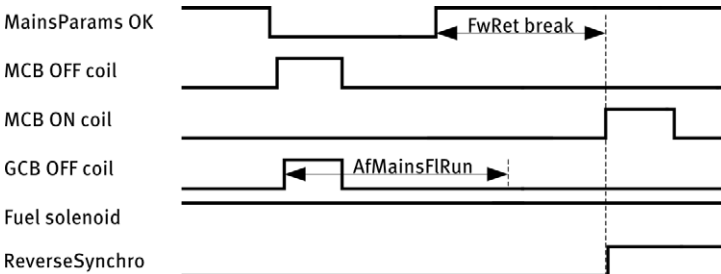 MainsParams OK
FwRet break
MCB OFF coil
MCB ON coil
GCB OFF coil
AfMainsFlRun
Fuel solenoid
ReverseSynchro